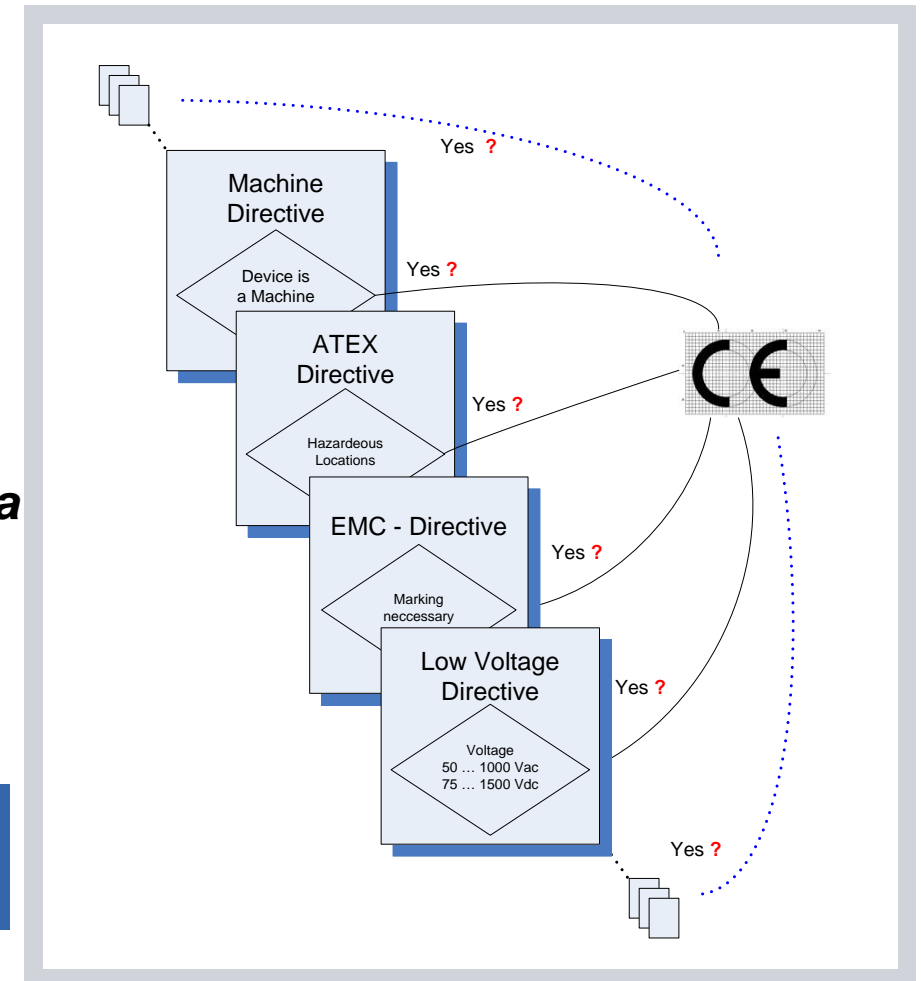 Yes ?
Machine
Directive
Device is
a Machine
Yes ?
ATEX
Directive
Hazardeous
Locations
Yes ?
CE
a
EMC - Directive
Marking
neccessary
Yes ?
Low Voltage
Directive
Voltage
50 … 1000 Vac
75 … 1500 Vdc
Yes ?
Yes ?